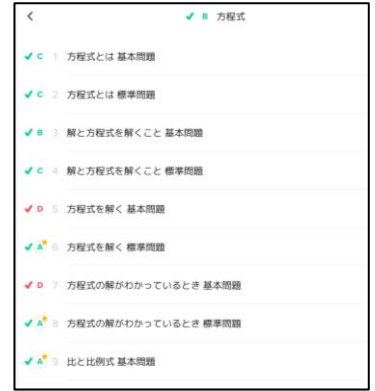 < ✔ B 方程式
✔ C 1 方程式とは 基本問題
✔ C 2 方程式とは 標準問題
✔ B 3 解と方程式を解くこと 基本問題
✔ C 4 解と方程式を解くこと 標準問題
✔ D 5 方程式を解く 基本問題
✔ A 6 方程式を解く 標準問題
✔ D 7 方程式の解がわかっているとき 基本問題
✔ A 8 方程式の解がわかっているとき 標準問題
✔ A 9 比と比例式 基本問題